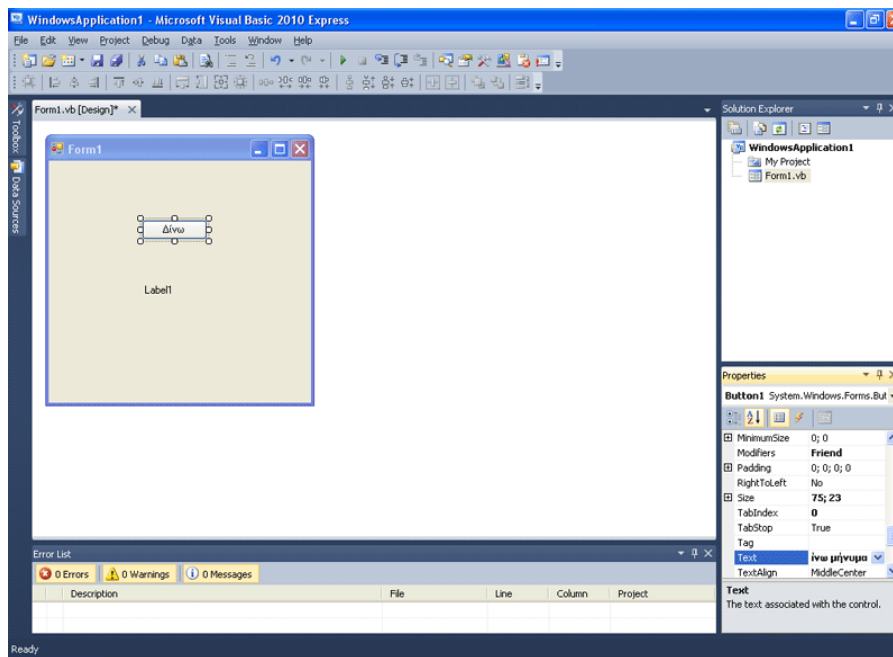 WindowsApplication1 - Microsoft Visual Basic 2010 Express
File Edit View Project Debug Data Tools Window Help
Toolbox
Data Sources
Form1.vb [Design]*
Form1
Δίνω
Label1
Solution Explorer
WindowsApplication1
My Project
Form1.vb
Properties
Button1 System.Windows.Forms.But
MinimumSize 0; 0
Modifiers Friend
Padding 0; 0; 0; 0
RightToLeft No
Size 75; 23
TabIndex 0
TabStop True
Tag
Text ίνω μήνυμα
TextAlign MiddleCenter
Text
The text associated with the control.
Error List
0 Errors 0 Warnings 0 Messages
Description File Line Column Project
Ready